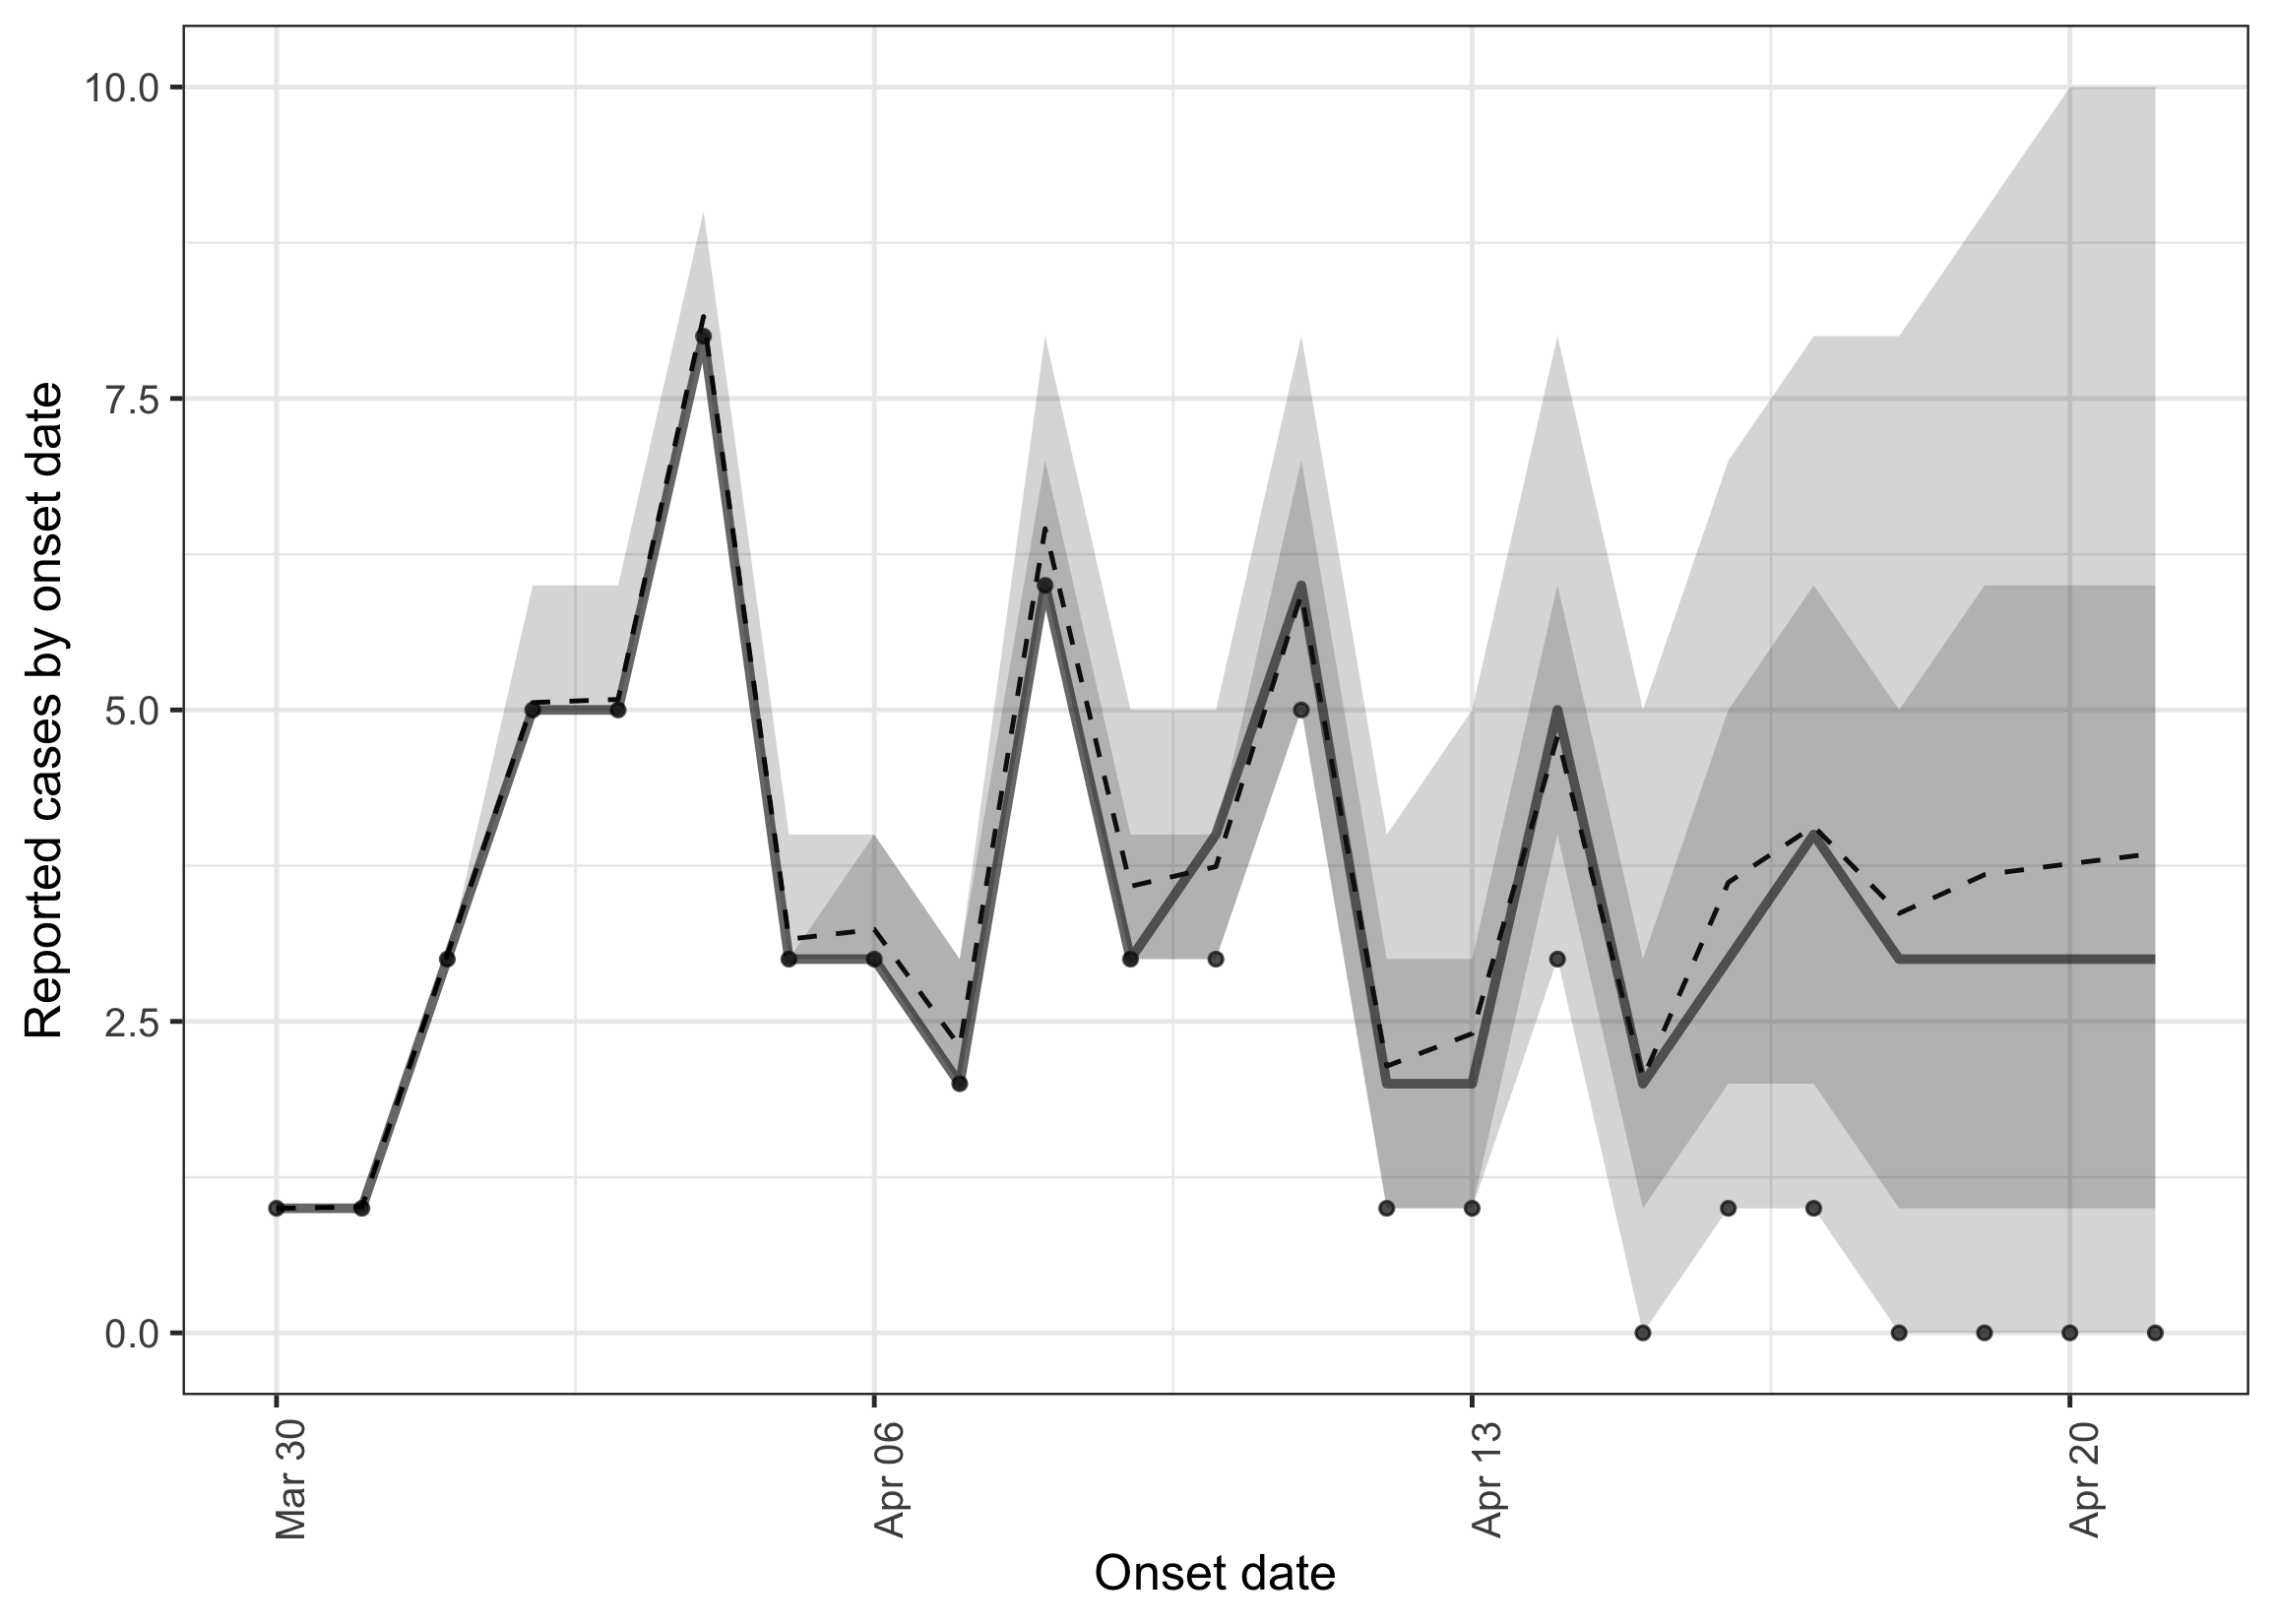 Reported cases by onset date
10.0
7.5
5.0
2.5
0.0
Mar 30
Apr 06
Apr 13
Apr 20
Onset date